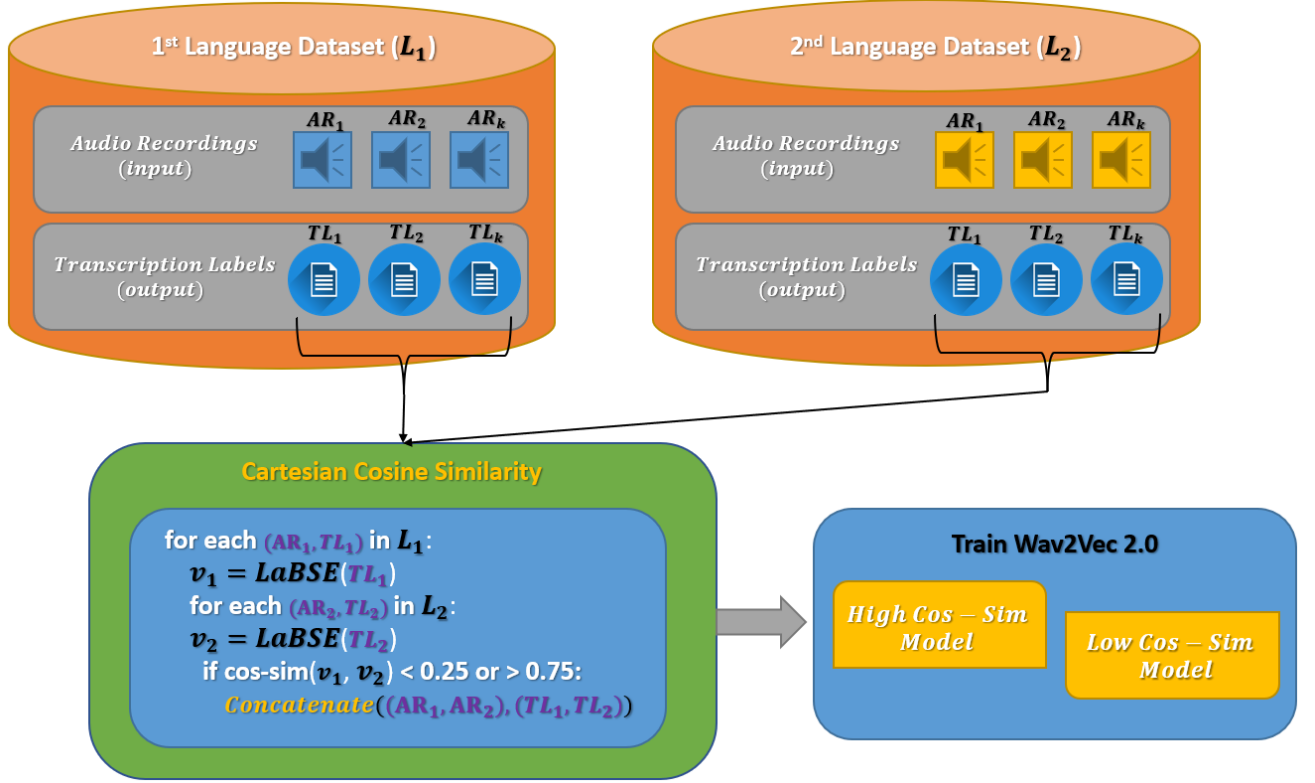 1st Language Dataset (L1)
AR1 AR2 ARk
Audio Recordings
(input)
TL1 TL2 TLk
Transcription Labels
(output)
2nd Language Dataset (L2)
AR1 AR2 ARk
Audio Recordings
(input)
TL1 TL2 TLk
Transcription Labels
(output)
Cartesian Cosine Similarity
for each (AR1,TL1) in L1:
v1 = LaBSE(TL1)
for each (AR2,TL2) in L2:
v2 = LaBSE(TL2)
if cos-sim(v1, v2) < 0.25 or > 0.75:
Concatenate((AR1,AR2),(TL1,TL2))
Train Wav2Vec 2.0
High Cos – Sim
Model
Low Cos – Sim
Model